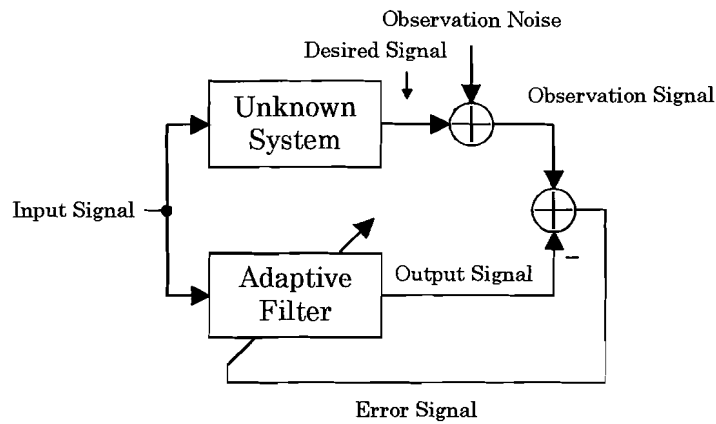 Observation Noise
Desired Signal
Observation Signal
Unknown
System
Input Signal
Adaptive
Filter
Output Signal
−
Error Signal